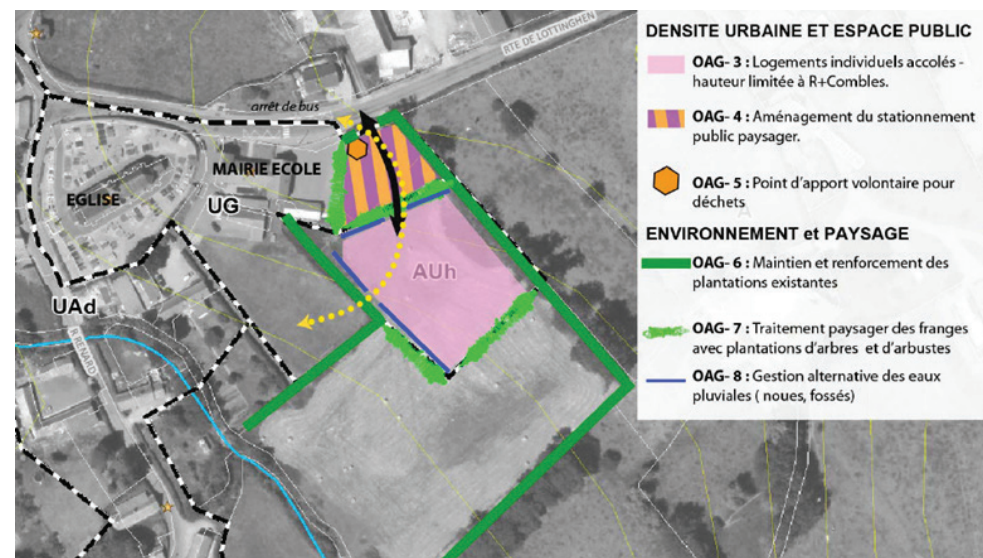 RTE DE LOTTINGHEN
arrêt de bus
MAIRIE ECOLE
EGLISE
UG
AUh
UAd
R RENARD
DENSITE URBAINE ET ESPACE PUBLIC
OAG- 3 : Logements individuels accolés -
hauteur limitée à R+Combles.
OAG- 4 : Aménagement du stationnement
public paysager.
OAG- 5 : Point d'apport volontaire pour
déchets
ENVIRONNEMENT et PAYSAGE
OAG- 6 : Maintien et renforcement des
plantations existantes
OAG- 7 : Traitement paysager des franges
avec plantations d'arbres et d'arbustes
OAG- 8 : Gestion alternative des eaux
pluviales ( noues, fossés)